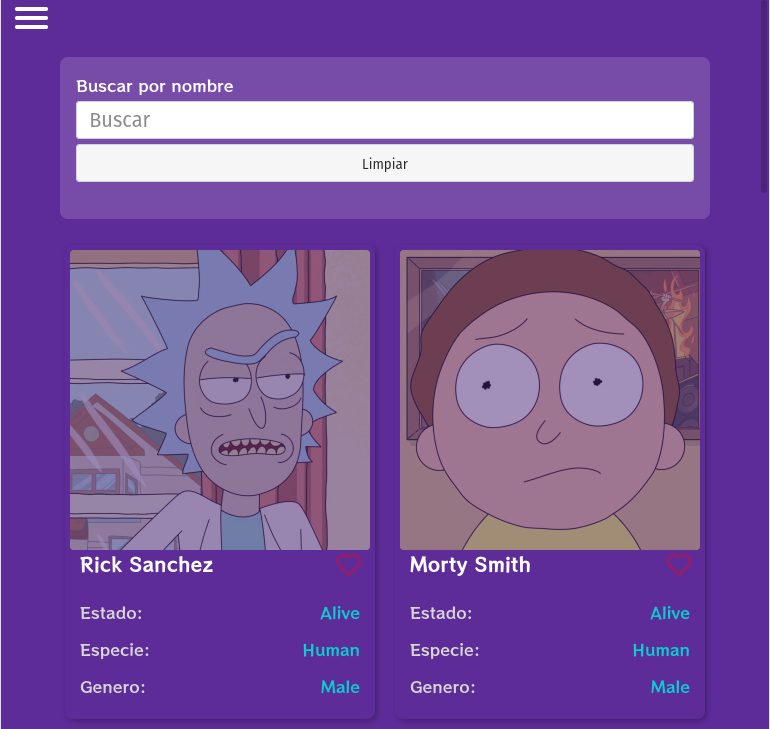 Buscar por nombre
Buscar
Limpiar
Rick Sanchez
Estado: Alive
Especie: Human
Genero: Male
Morty Smith
Estado: Alive
Especie: Human
Genero: Male